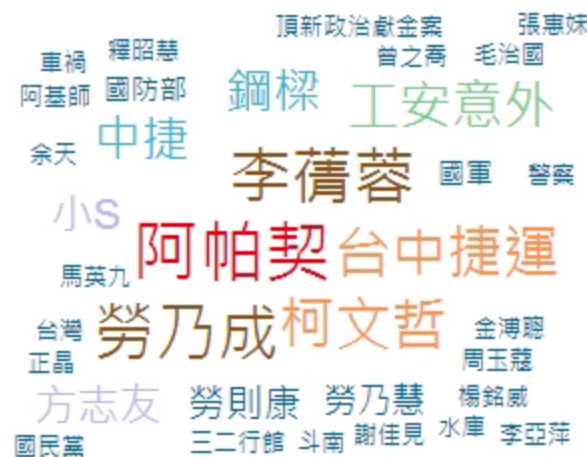 頂新政治獻金案 張惠妹
車禍 釋昭慧 曾之喬 毛治國
阿基師 國防部 鋼樑 工安意外
中捷
余天 李蒨蓉 國軍 警察
小S
阿帕契 台中捷運
馬英九
勞乃成 柯文哲
台灣 金溥聰
正晶 周玉蔻
方志友 勞則康 勞乃慧 楊銘威
國民黨 三二行館 斗南 謝佳見 水庫 李亞萍